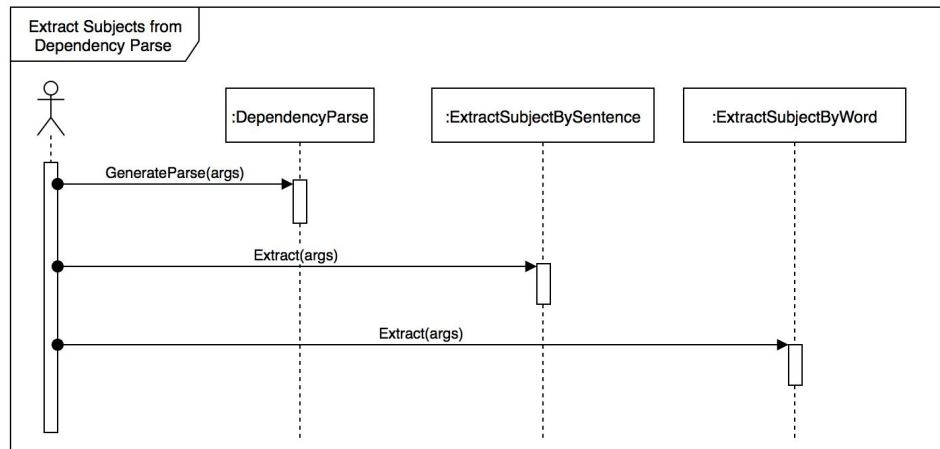 Extract Subjects from
Dependency Parse
:DependencyParse
:ExtractSubjectBySentence
:ExtractSubjectByWord
GenerateParse(args)
Extract(args)
Extract(args)